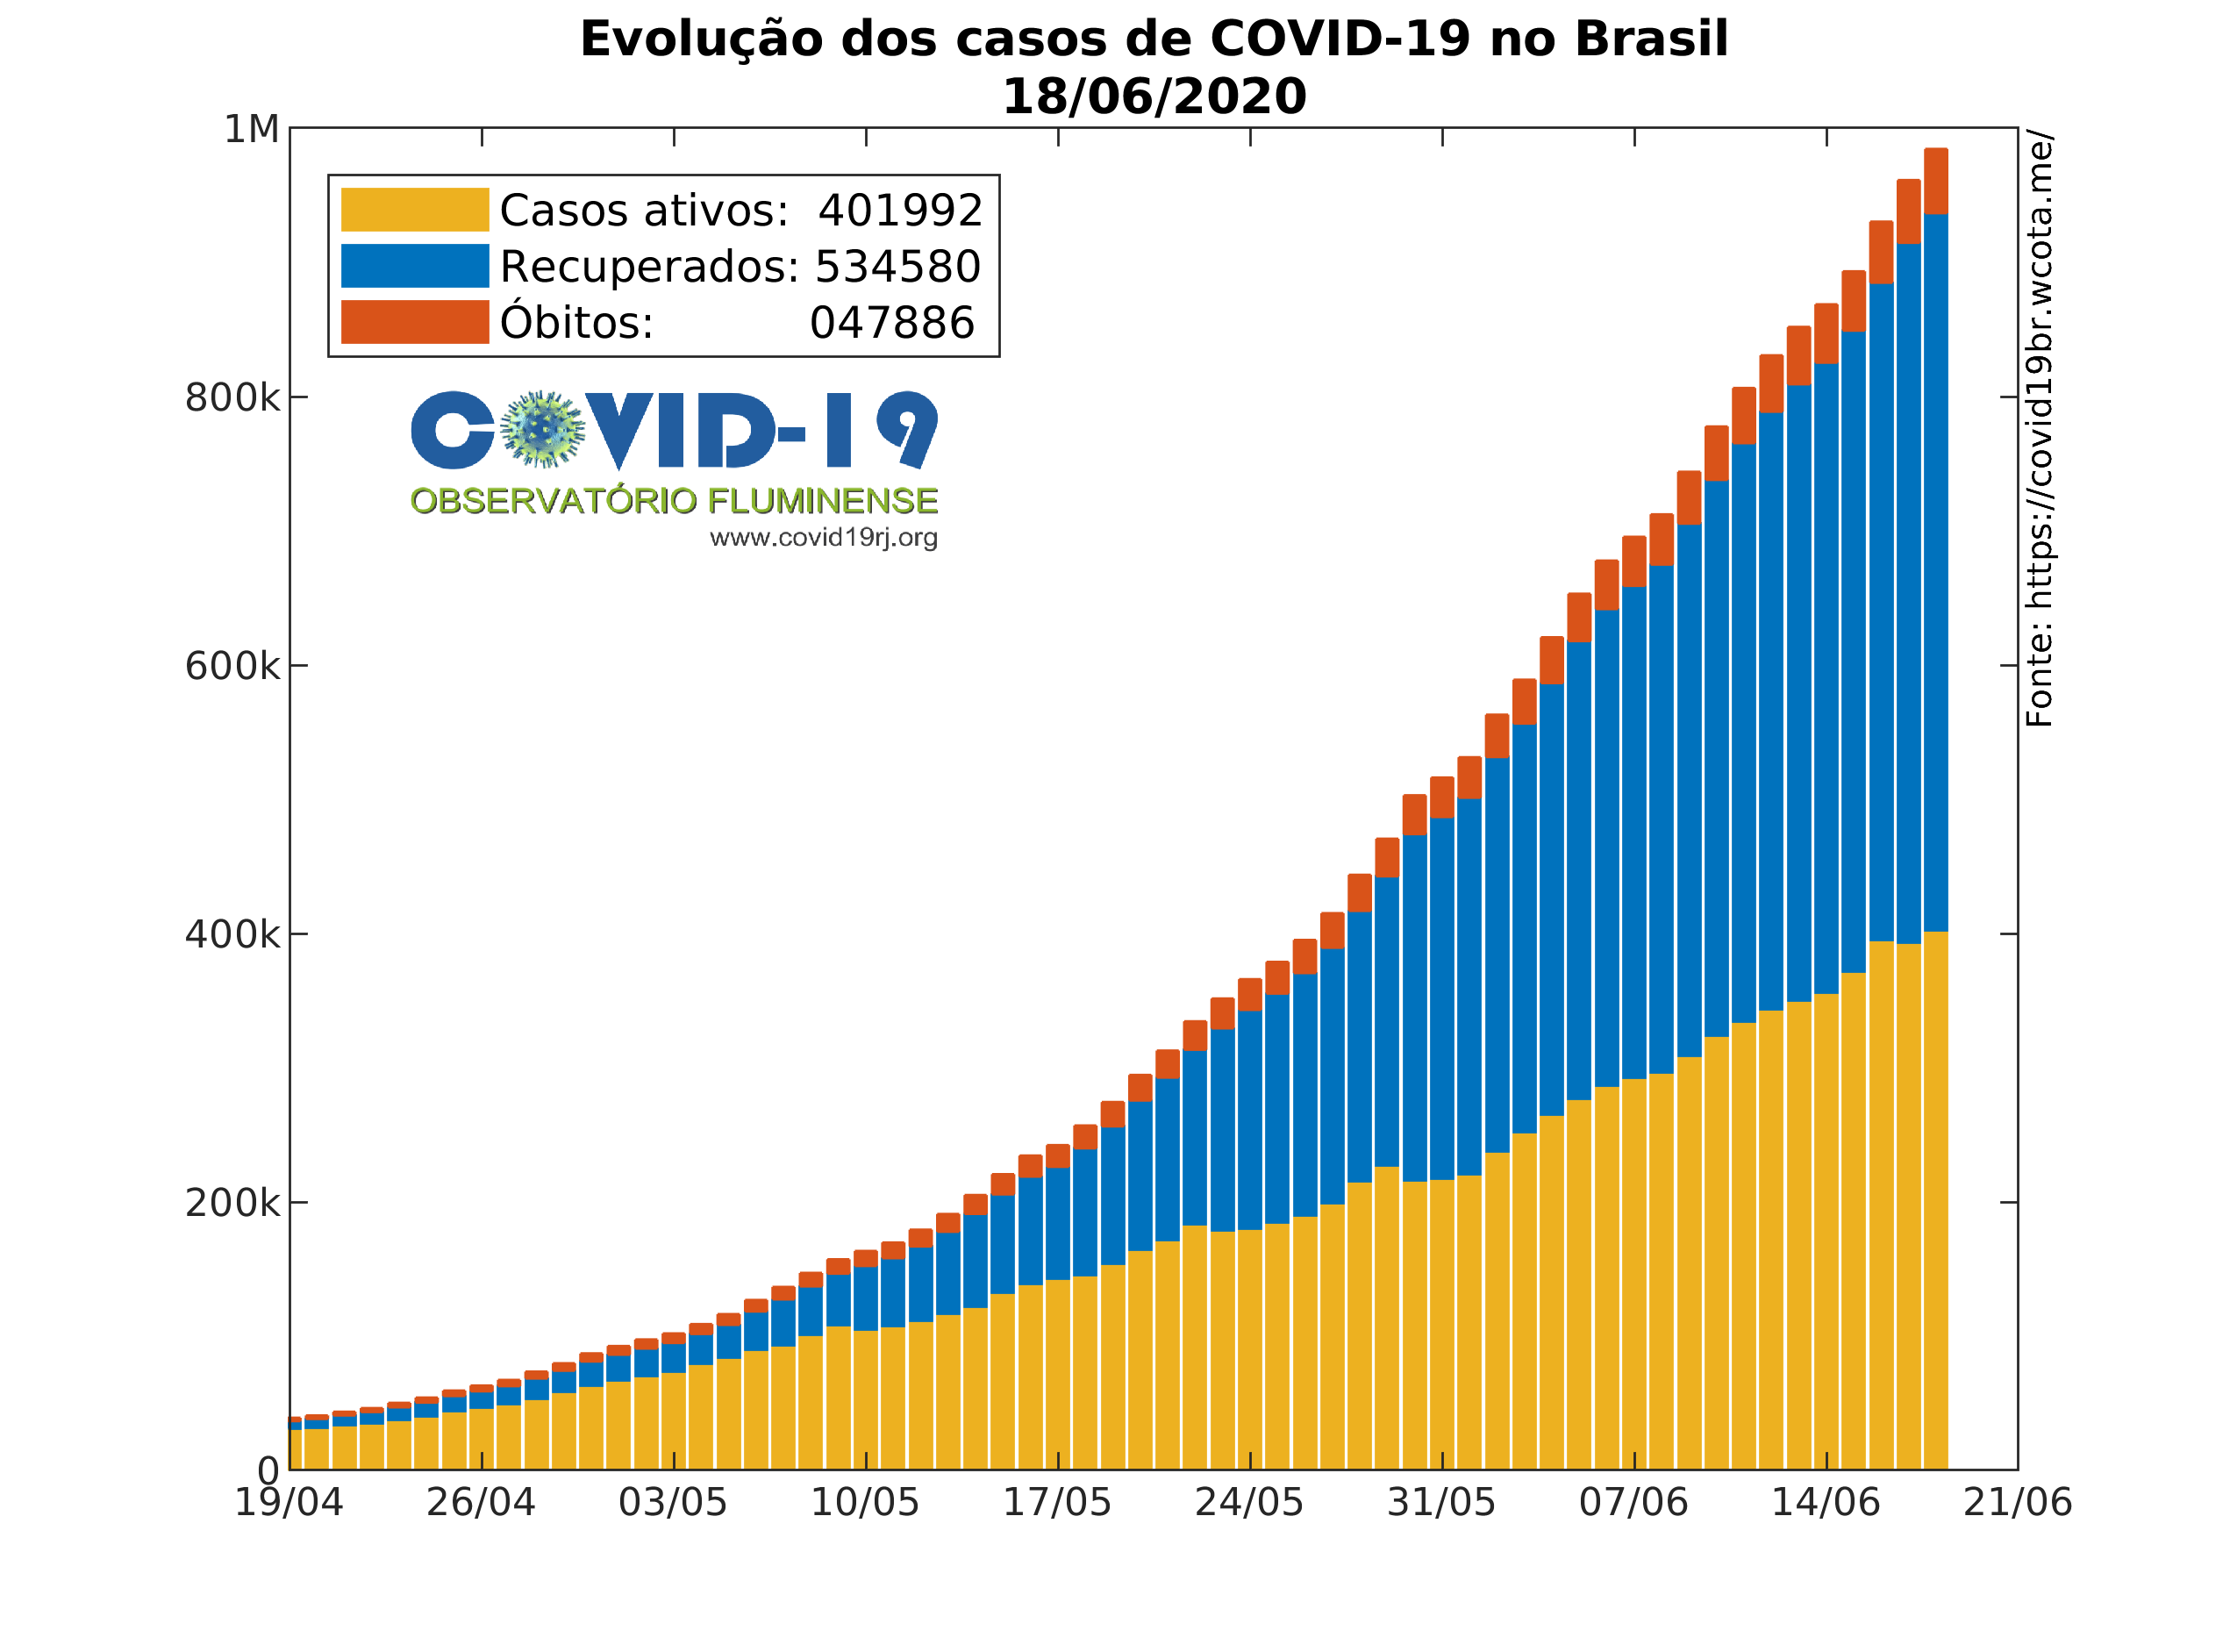 Evolução dos casos de COVID-19 no Brasil
18/06/2020
1M
800k
600k
400k
200k
0
Casos ativos: 401992
Recuperados: 534580
Óbitos: 047886
COVID-19
OBSERVATÓRIO FLUMINENSE
www.covid19rj.org
Fonte: https://covid19br.wcota.me/
19/04 26/04 03/05 10/05 17/05 24/05 31/05 07/06 14/06 21/06